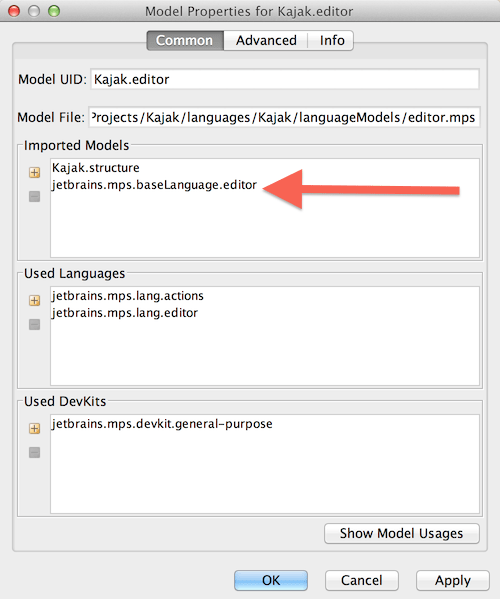 Model Properties for Kajak.editor
Common Advanced Info
Model UID: Kajak.editor
Model File: Projects/Kajak/languages/Kajak/languageModels/editor.mps
Imported Models
Kajak.structure
jetbrains.mps.baseLanguage.editor
Used Languages
jetbrains.mps.lang.actions
jetbrains.mps.lang.editor
Used DevKits
jetbrains.mps.devkit.general-purpose
Show Model Usages
OK Cancel Apply